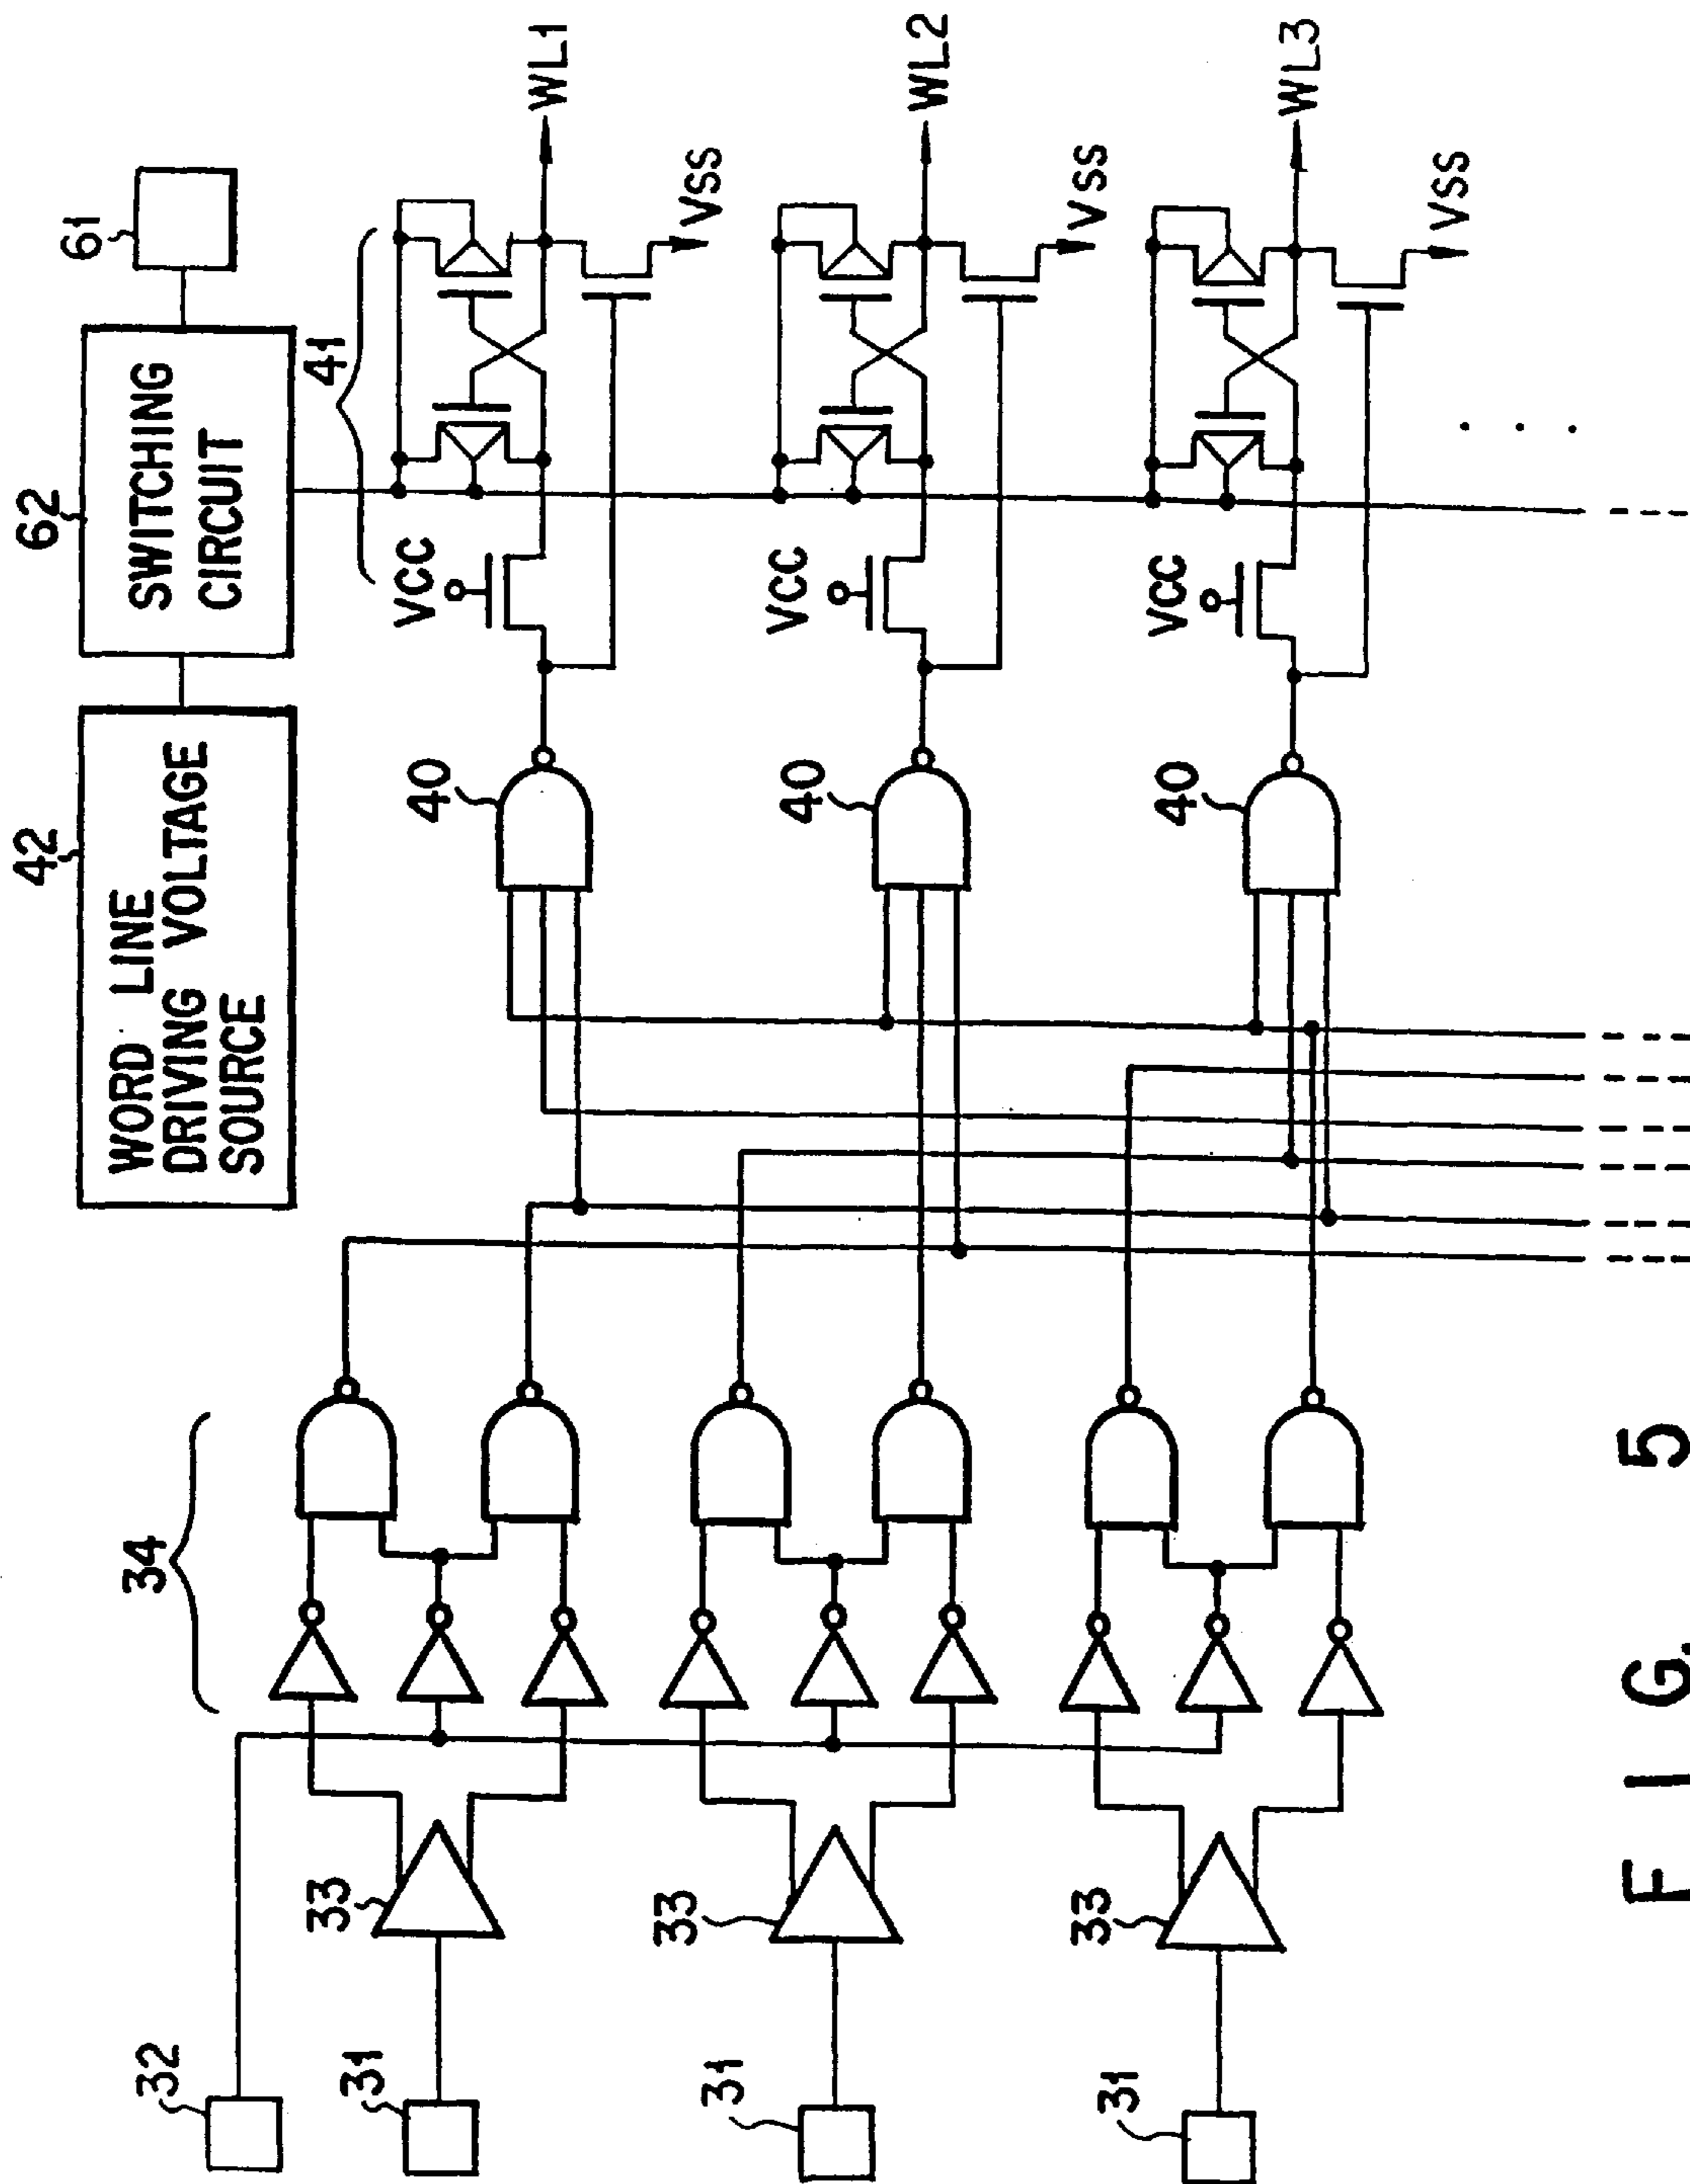 42
WORD LINE
DRIVING VOLTAGE
SOURCE
62
SWITCHING
CIRCUIT
61
34
40
VCC
41
WL1
VSS
32
31
33
40
VCC
WL2
VSS
31
33
40
VCC
WL3
VSS
31
33
. . .
FIG. 5